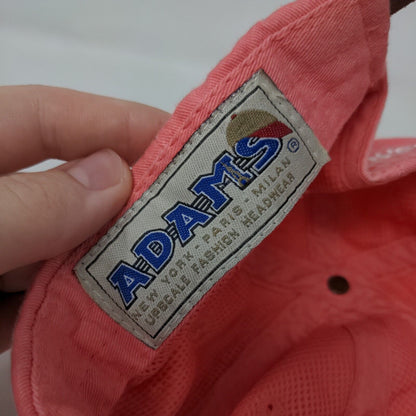 ADAMS®
NEW YORK - PARIS - MILAN
UPSCALE FASHION HEADWEAR